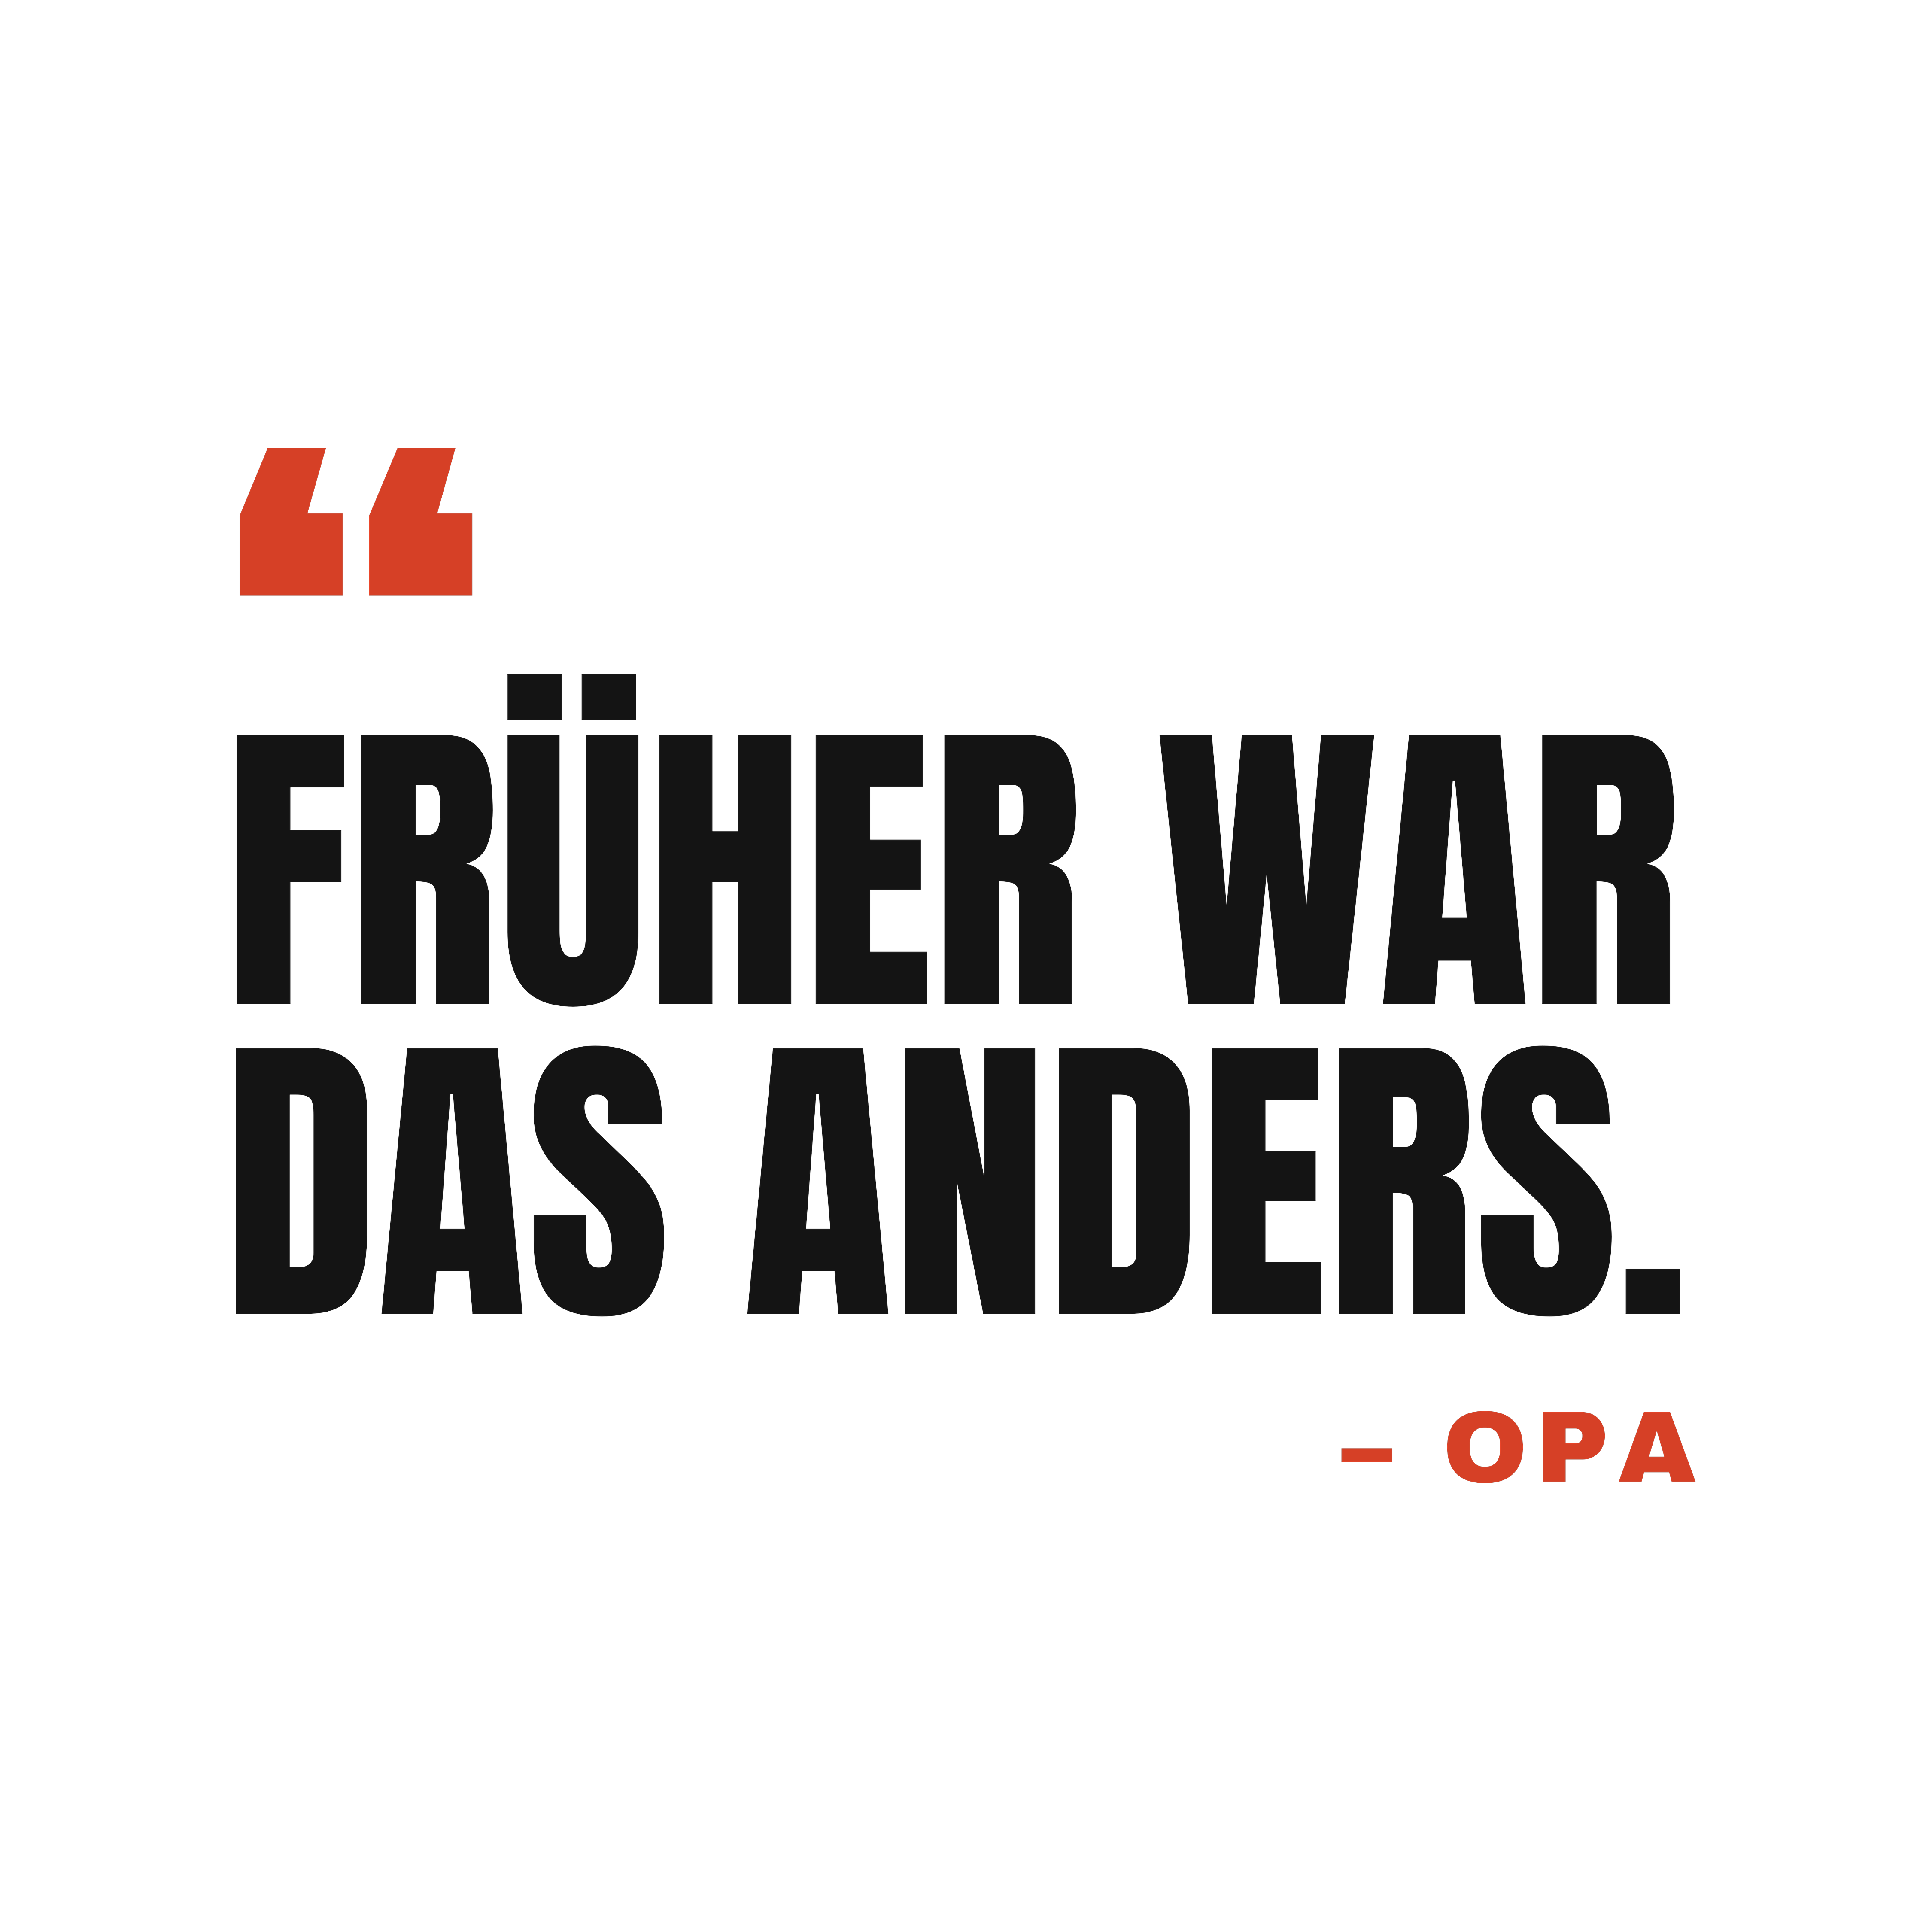 “
FRÜHER WAR
DAS ANDERS.
– OPA